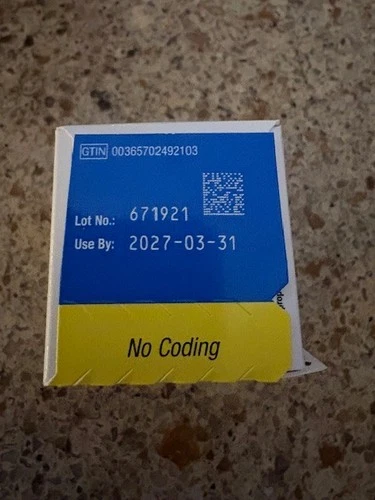 GTIN 00365702492103
Lot No.: 671921
Use By: 2027-03-31
No Coding